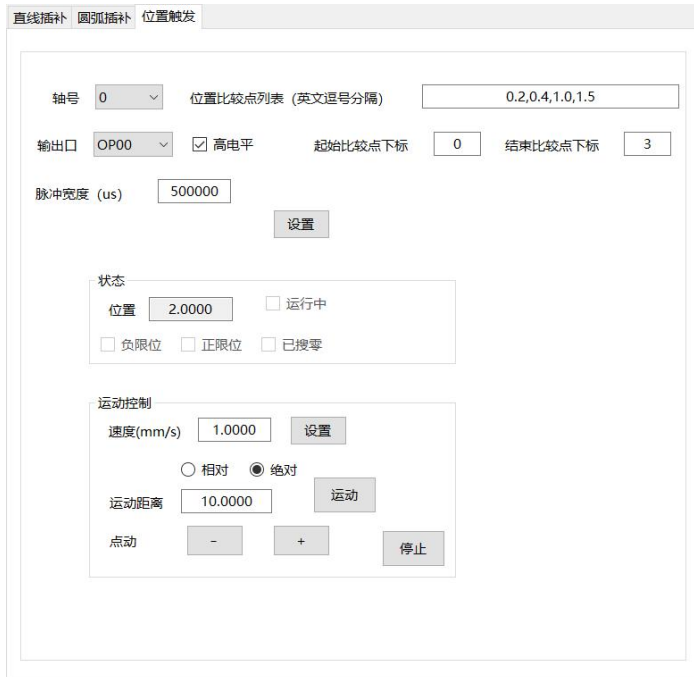 直线插补 圆弧插补 位置触发
轴号 0 位置比较点列表（英文逗号分隔） 0.2,0.4,1.0,1.5
输出口 OP00 高电平 起始比较点下标 0 结束比较点下标 3
脉冲宽度（us） 500000
设置
状态
位置 2.0000 运行中
负限位 正限位 已搜零
运动控制
速度(mm/s) 1.0000 设置
相对 绝对
运动距离 10.0000 运动
点动 - + 停止